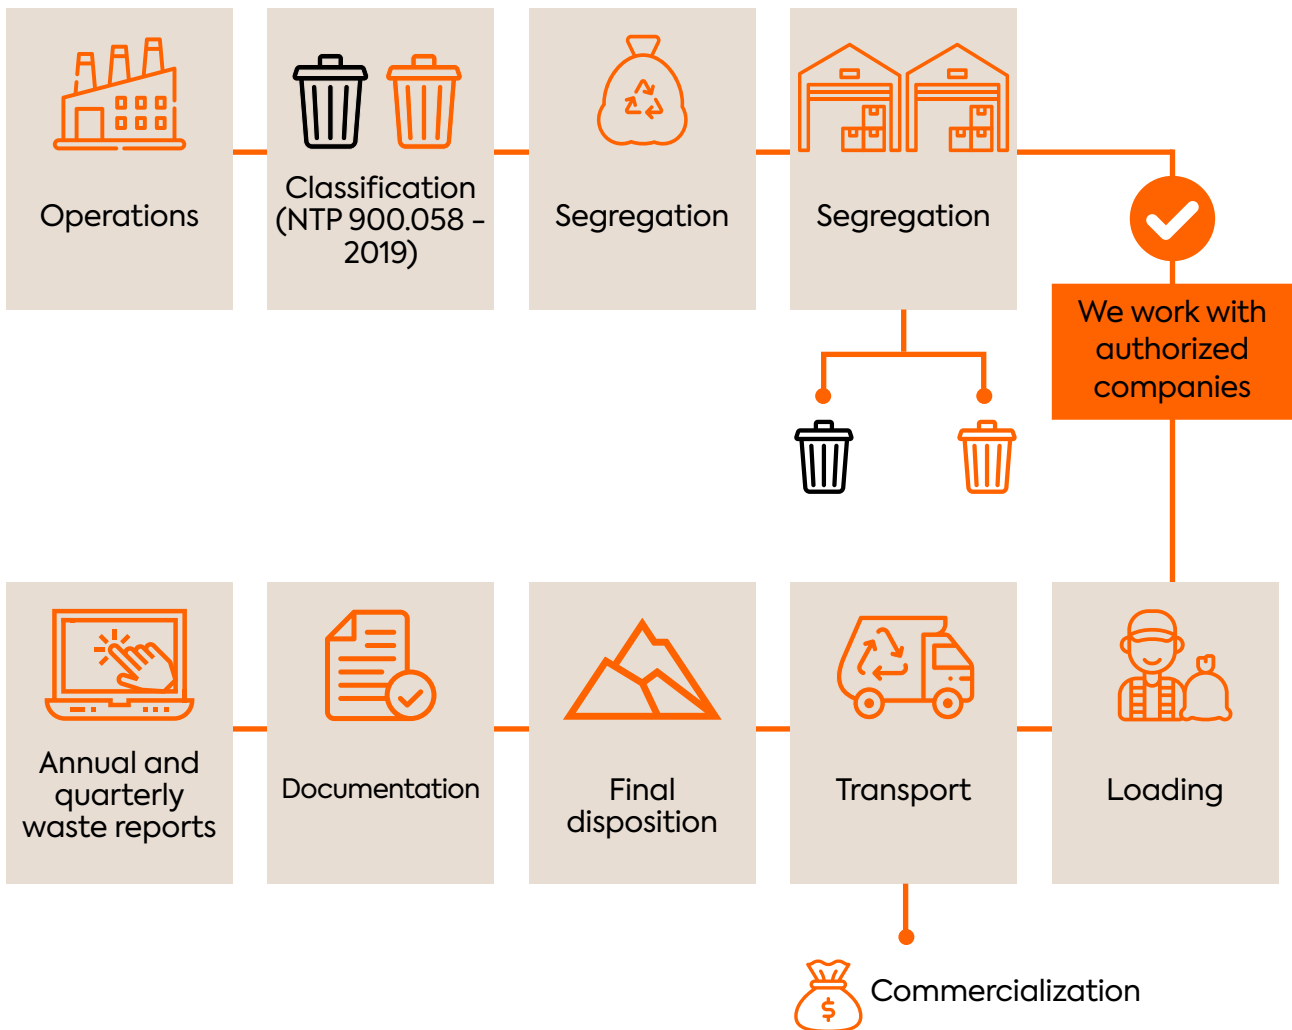 Operations
Classification
(NTP 900.058 -
2019)
Segregation
Segregation
We work with
authorized
companies
Annual and
quarterly
waste reports
Documentation
Final
disposition
Transport
Loading
$ Commercialization